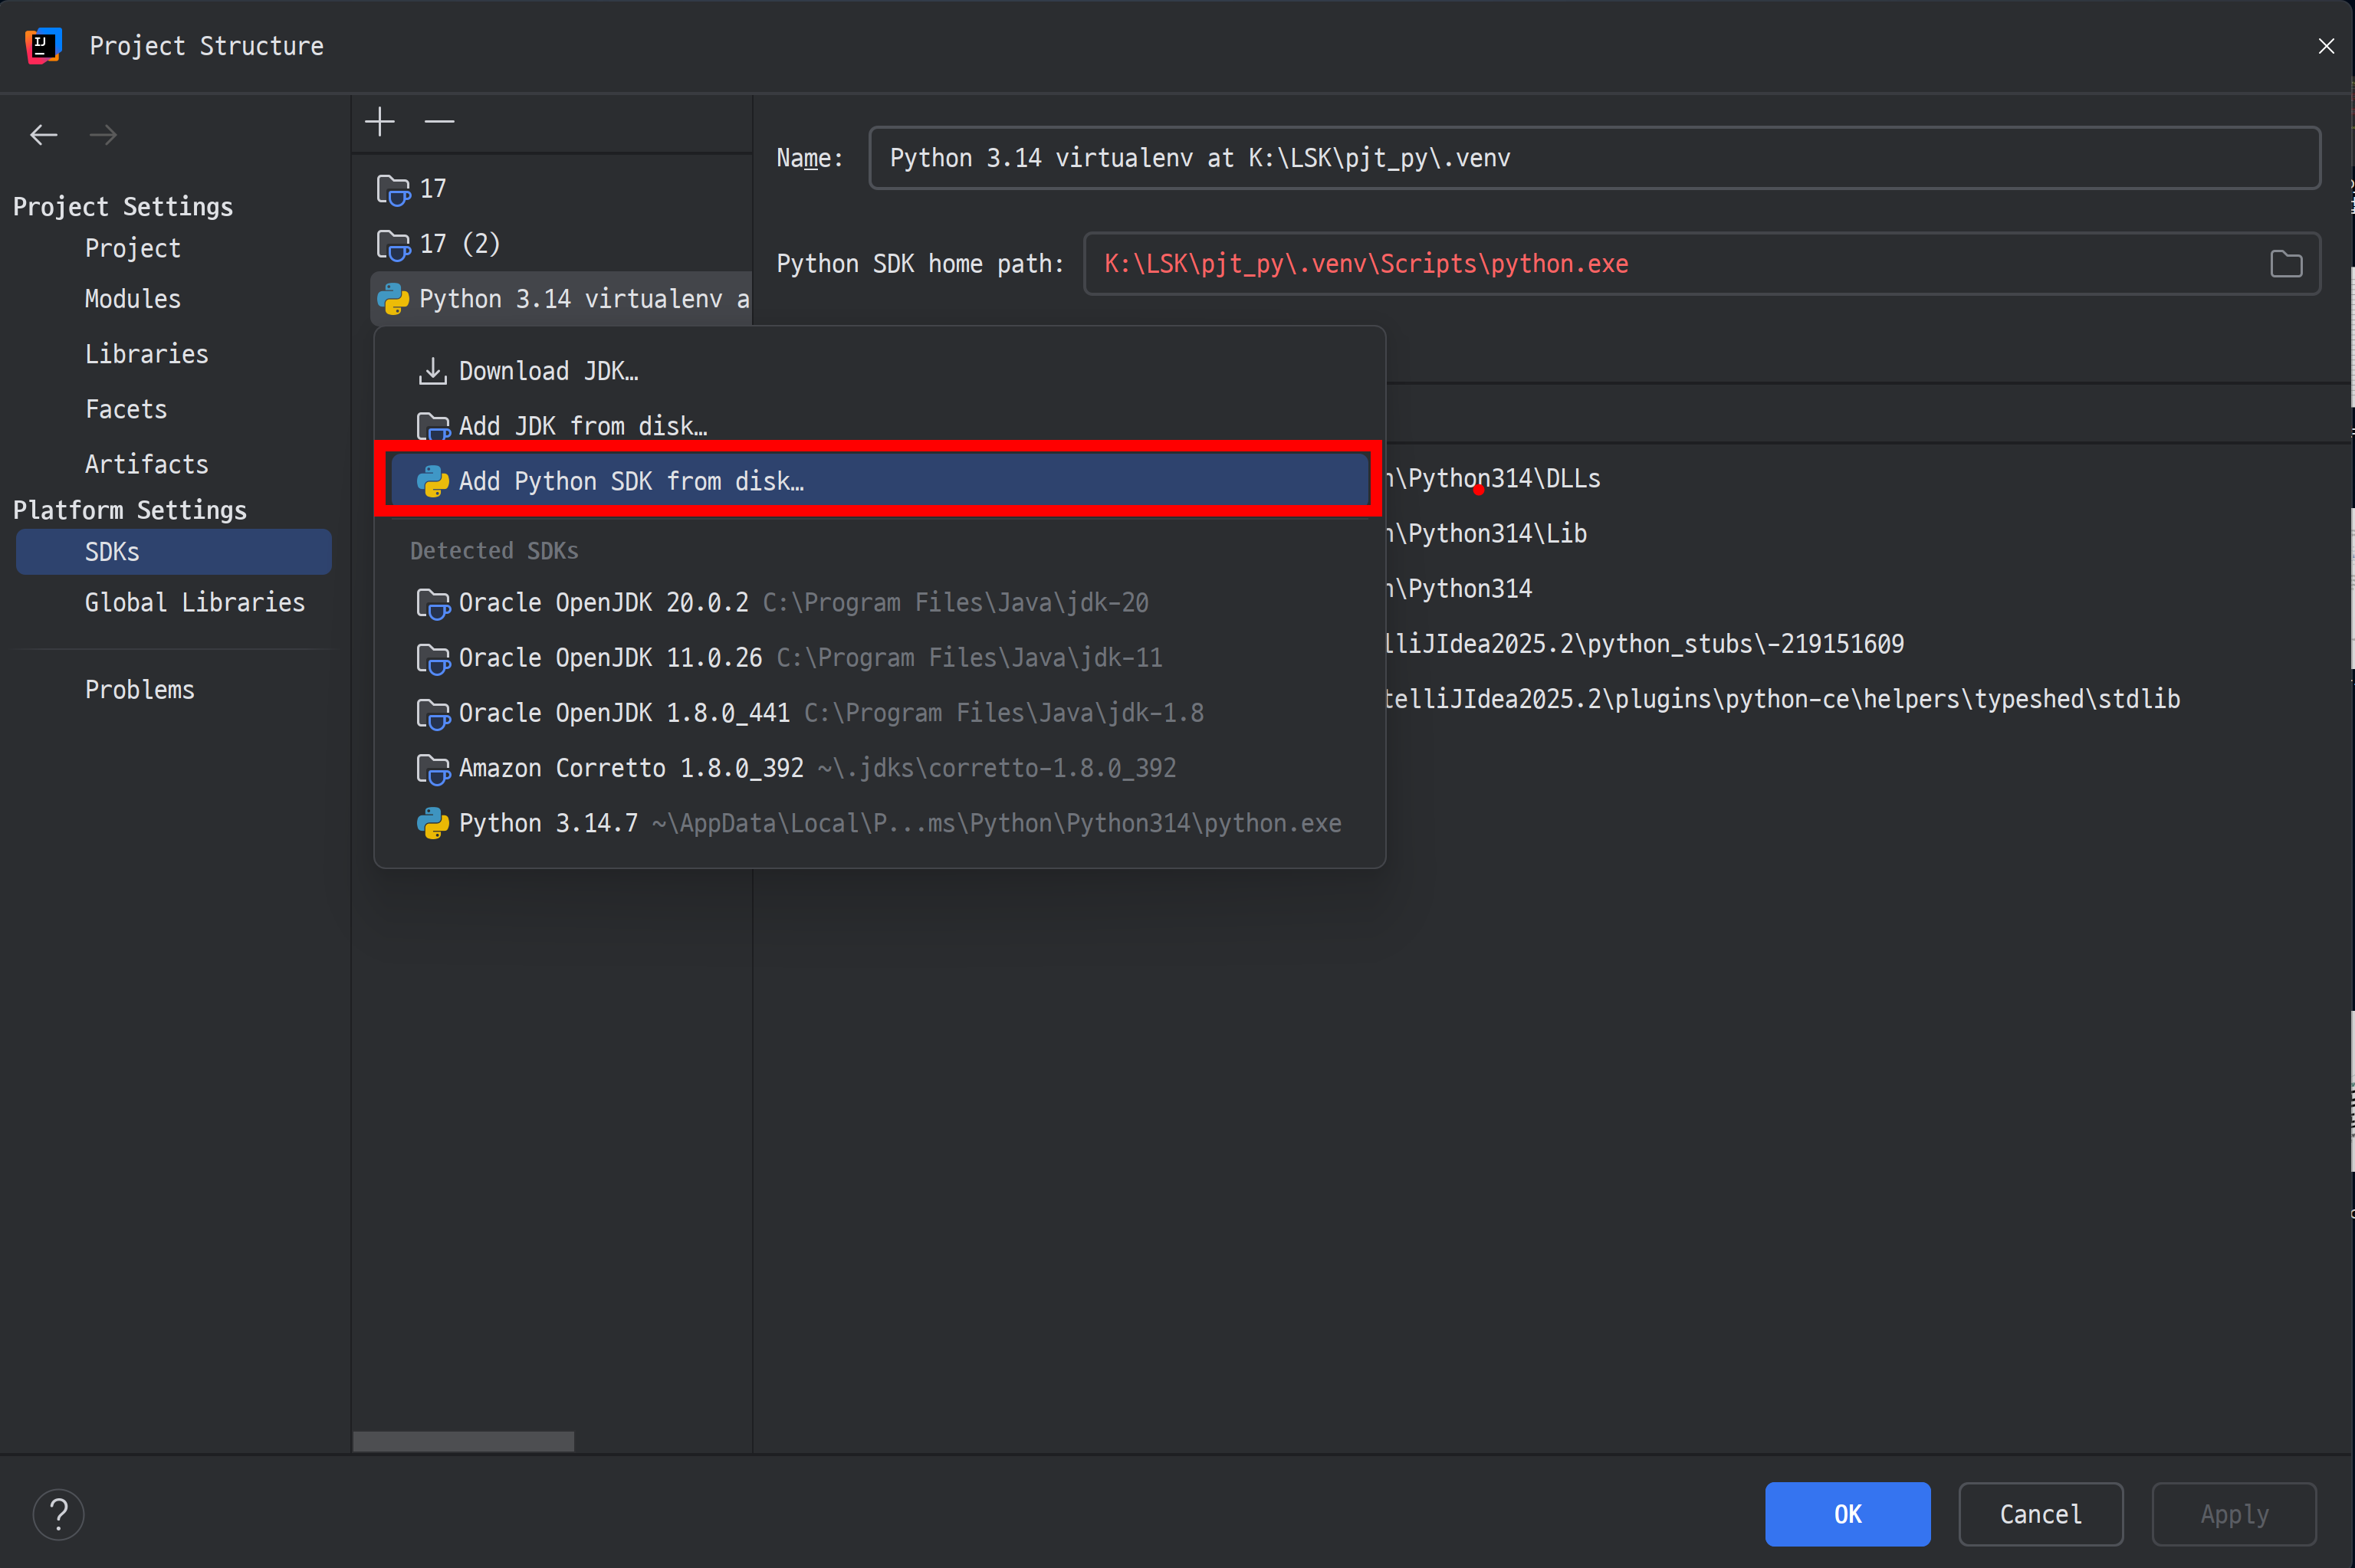 Project Structure
Project Settings
Project
Modules
Libraries
Facets
Artifacts
Platform Settings
SDKs
Global Libraries
Problems
17
17 (2)
Python 3.14 virtualenv a
Name: Python 3.14 virtualenv at K:\LSK\pjt_py\.venv
Python SDK home path: K:\LSK\pjt_py\.venv\Scripts\python.exe
Download JDK…
Add JDK from disk…
Add Python SDK from disk…
Detected SDKs
Oracle OpenJDK 20.0.2 C:\Program Files\Java\jdk-20
Oracle OpenJDK 11.0.26 C:\Program Files\Java\jdk-11
Oracle OpenJDK 1.8.0_441 C:\Program Files\Java\jdk-1.8
Amazon Corretto 1.8.0_392 ~\.jdks\corretto-1.8.0_392
Python 3.14.7 ~\AppData\Local\P...ms\Python\Python314\python.exe
n\Python314\DLLs
n\Python314\Lib
n\Python314
lliJIdea2025.2\python_stubs\-219151609
telliJIdea2025.2\plugins\python-ce\helpers\typeshed\stdlib
?
OK
Cancel
Apply